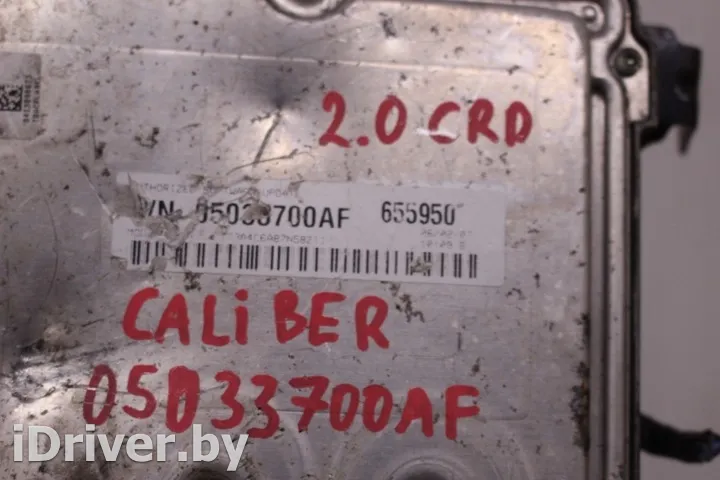 2.0 CRD
P/N 05033700AF 655950
CALIBER
05033700AF
iDriver.by